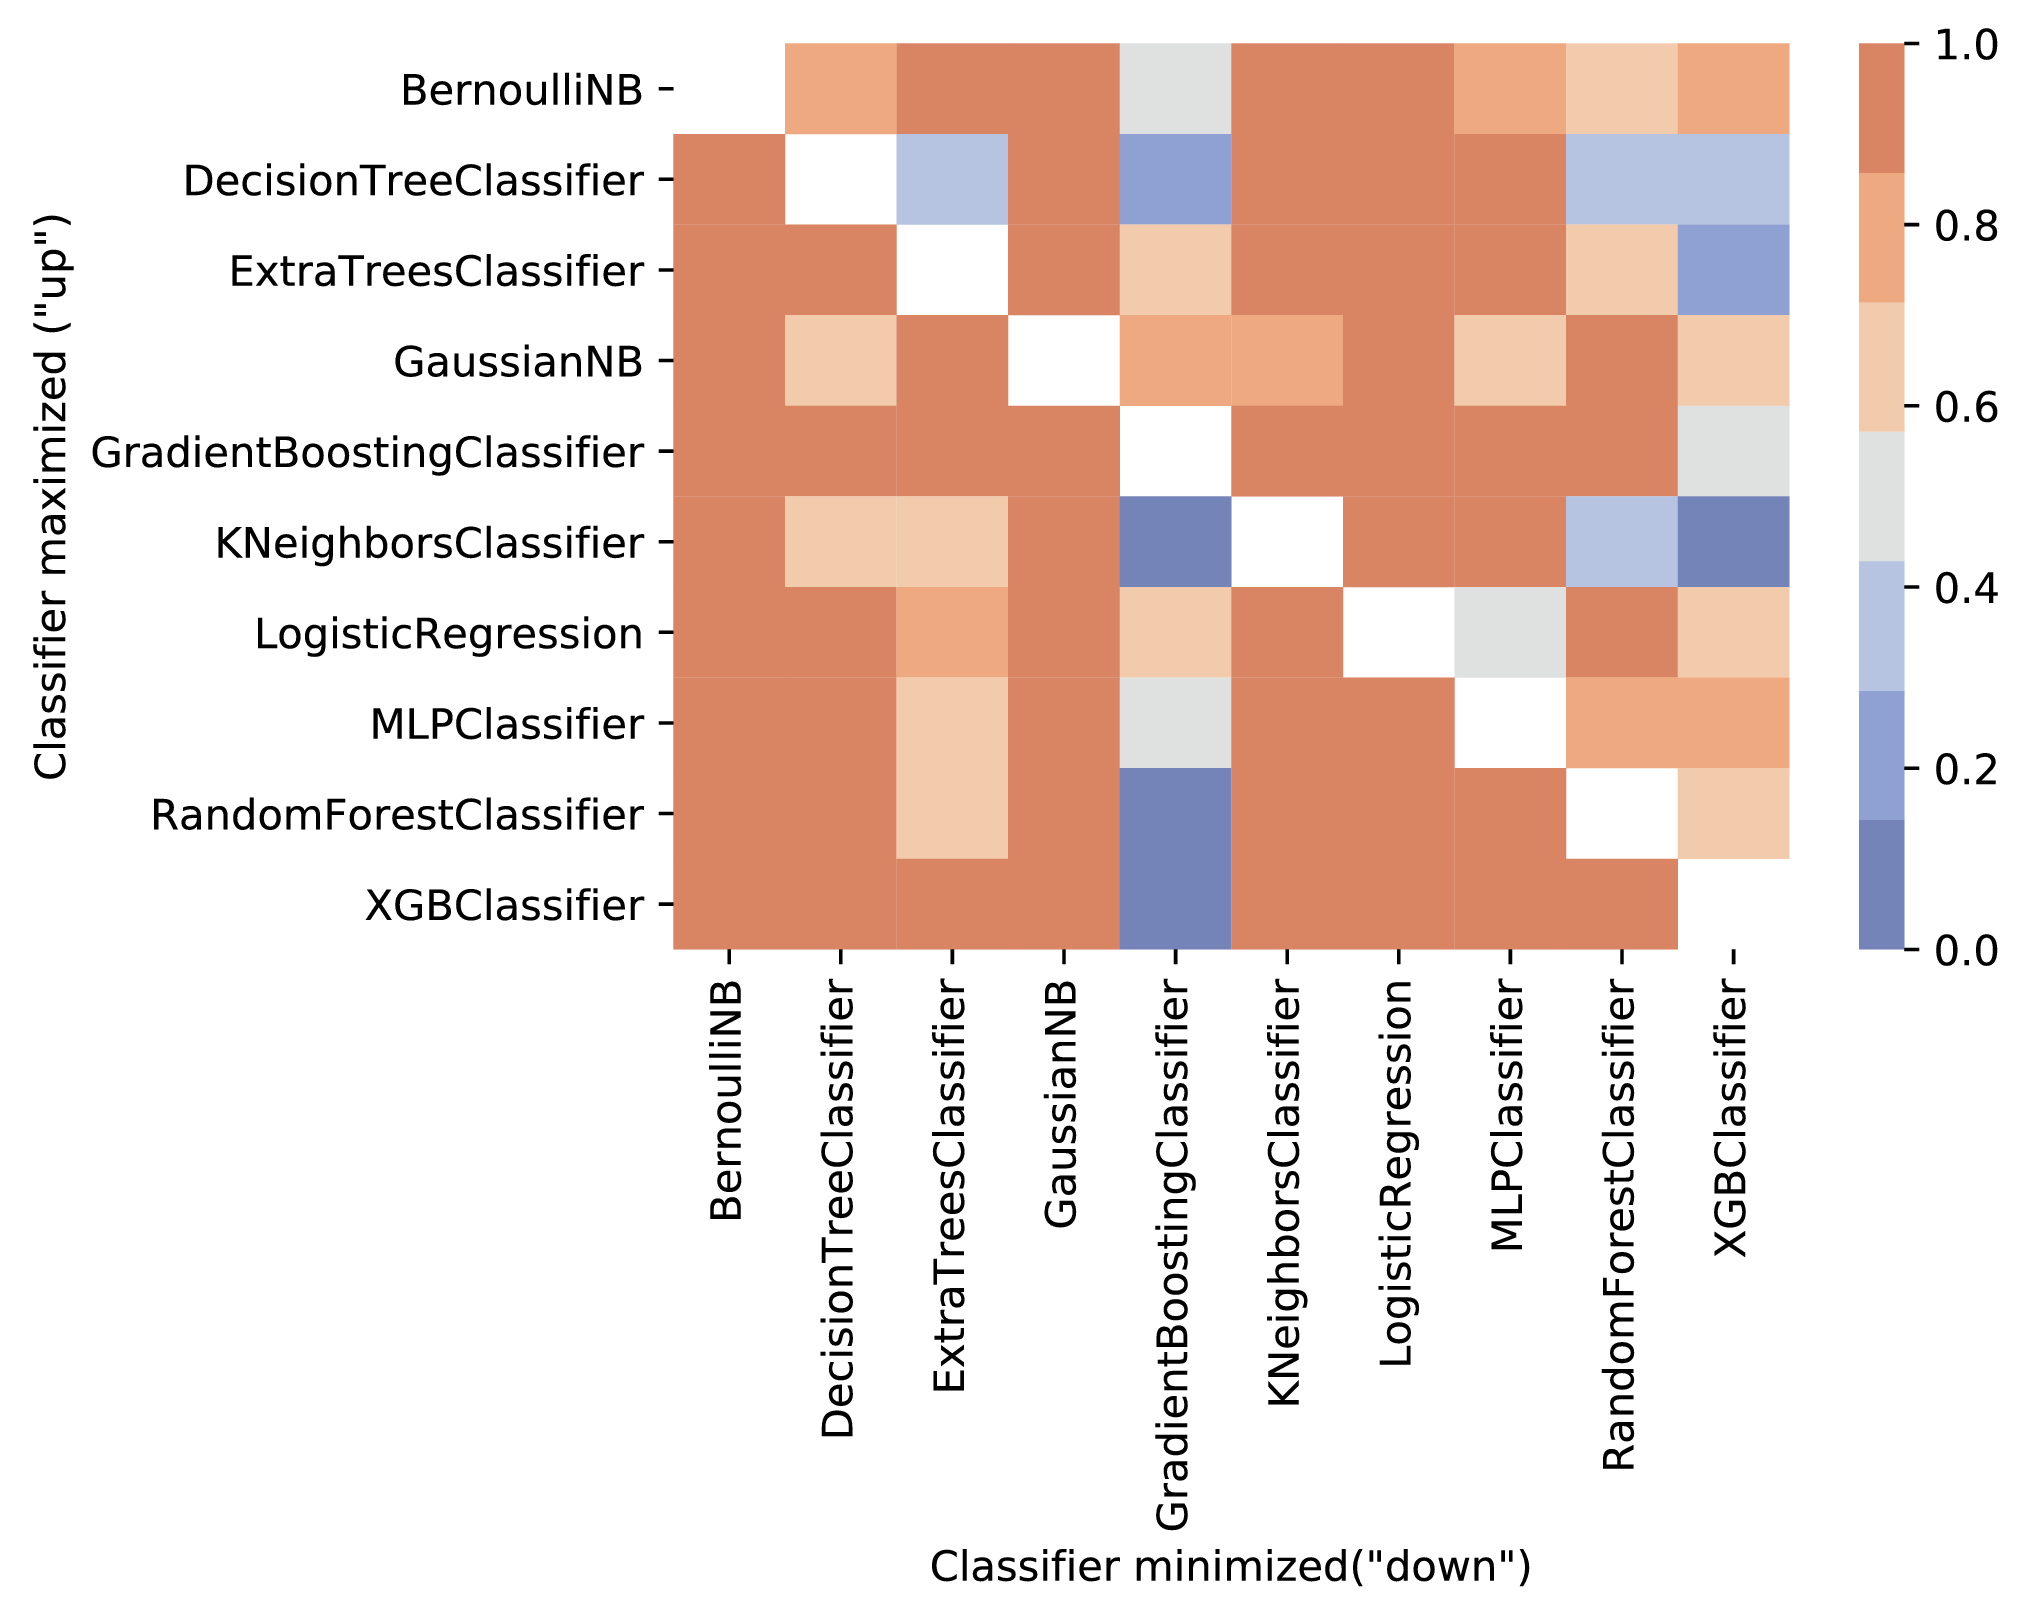 Classifier maximized ("up")
BernoulliNB
DecisionTreeClassifier
ExtraTreesClassifier
GaussianNB
GradientBoostingClassifier
KNeighborsClassifier
LogisticRegression
MLPClassifier
RandomForestClassifier
XGBClassifier
1.0
0.8
0.6
0.4
0.2
0.0
BernoulliNB
DecisionTreeClassifier
ExtraTreesClassifier
GaussianNB
GradientBoostingClassifier
KNeighborsClassifier
LogisticRegression
MLPClassifier
RandomForestClassifier
XGBClassifier
Classifier minimized("down")